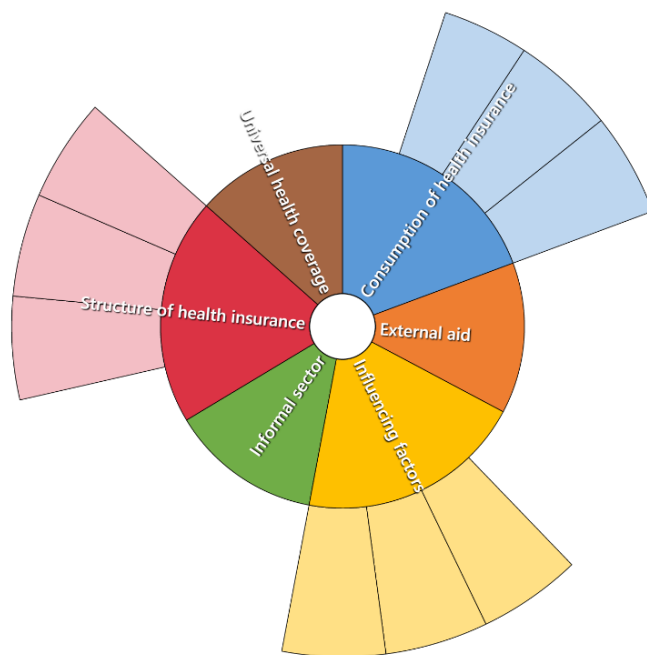 Universal health coverage
Consumption of health insurance
Structure of health insurance
External aid
Informal sector
Influencing factors